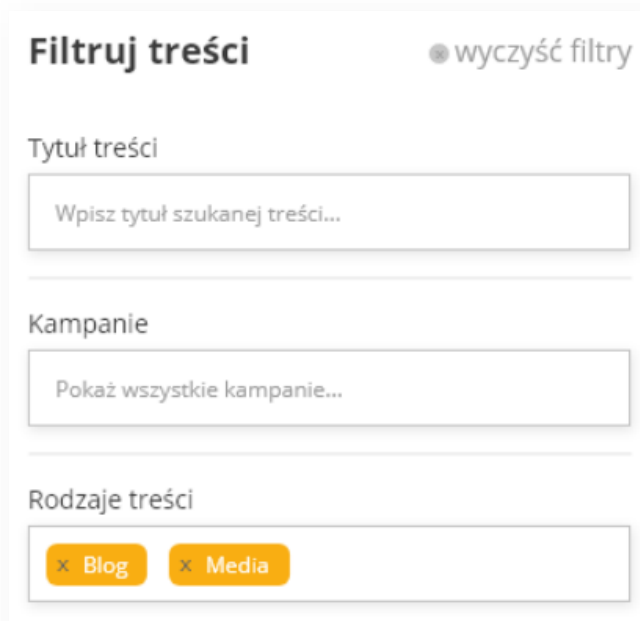 Filtruj treści
wyczyść filtry
Tytuł treści
Wpisz tytuł szukanej treści...
Kampanie
Pokaż wszystkie kampanie...
Rodzaje treści
x Blog x Media